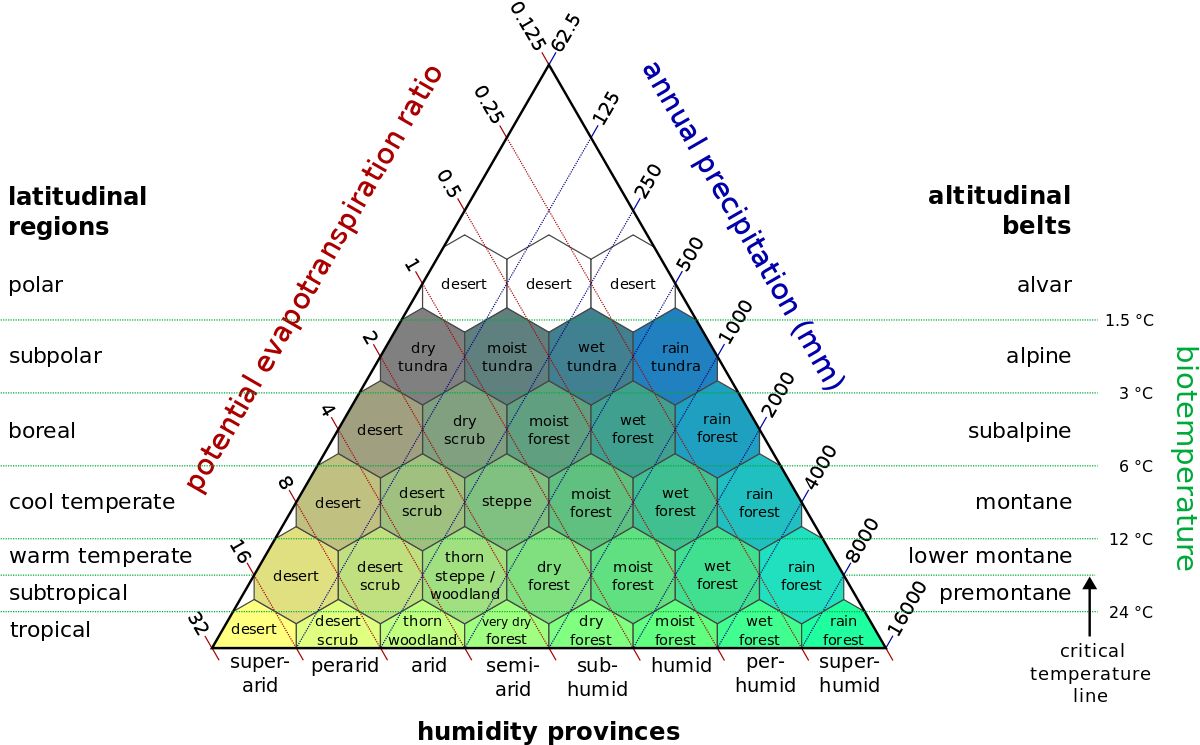 0.125
62.5
0.25
125
0.5
250
1
500
2
1000
4
2000
8
4000
16
8000
32
16000
potential evapotranspiration ratio
annual precipitation (mm)
latitudinal
regions
altitudinal
belts
polar
desert
desert
desert
alvar
1.5 °C
subpolar
dry
tundra
moist
tundra
wet
tundra
rain
tundra
alpine
3 °C
boreal
desert
dry
scrub
moist
forest
wet
forest
rain
forest
subalpine
6 °C
cool temperate
desert
desert
scrub
steppe
moist
forest
wet
forest
rain
forest
montane
12 °C
warm temperate
subtropical
desert
desert
scrub
thorn
steppe /
woodland
dry
forest
moist
forest
wet
forest
rain
forest
lower montane
premontane
24 °C
tropical
desert
desert
scrub
thorn
woodland
very dry
forest
dry
forest
moist
forest
wet
forest
rain
forest
biotemperature
critical
temperature
line
super-
arid
perarid
arid
semi-
arid
sub-
humid
humid
per-
humid
super-
humid
humidity provinces